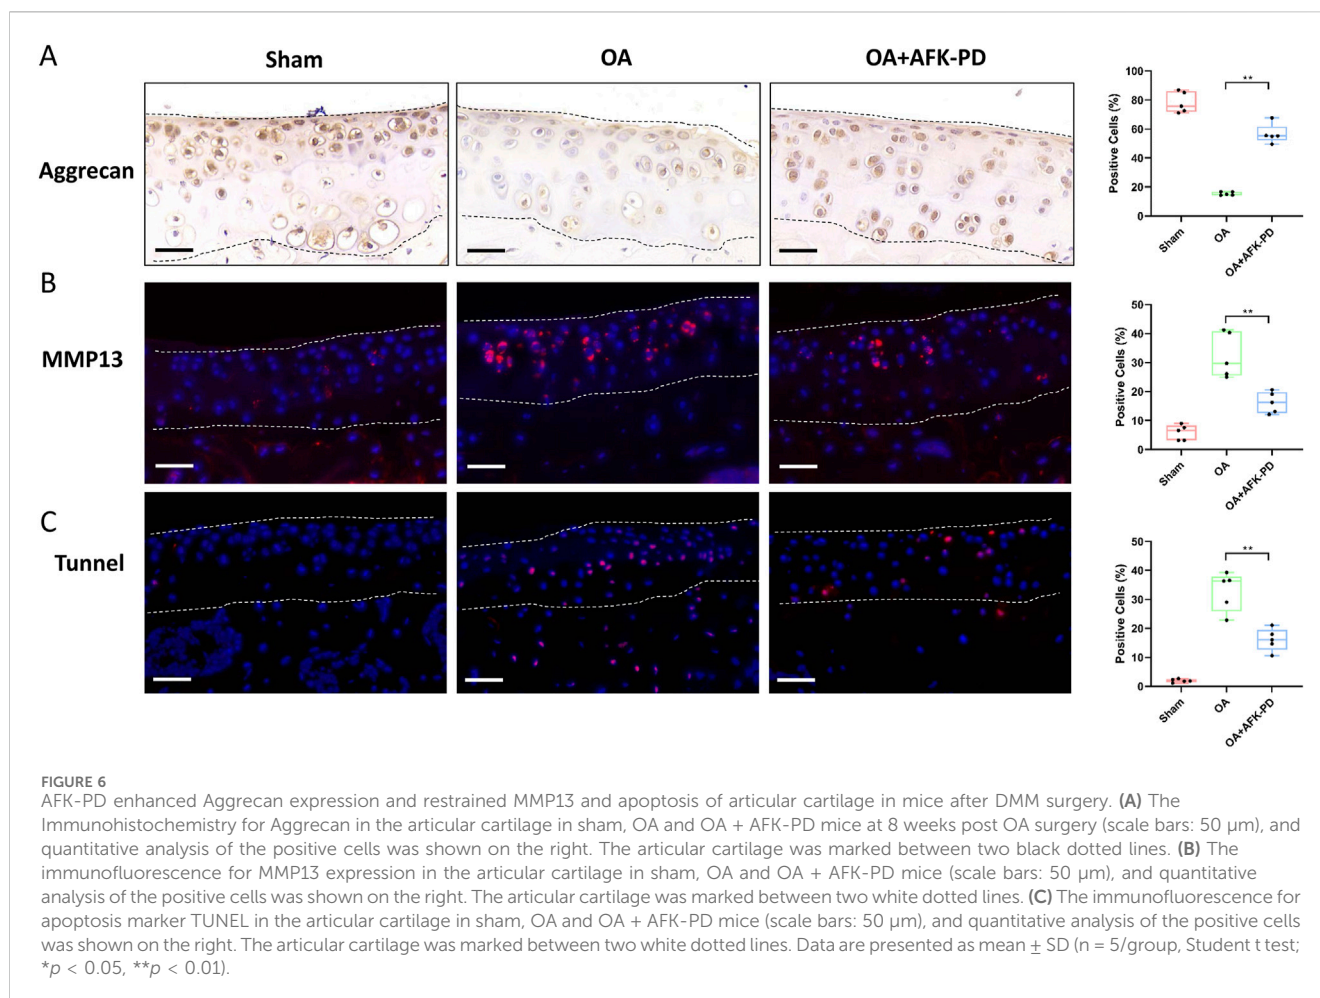 A
Sham
OA
OA+AFK-PD
Aggrecan
Positive Cells (%)
100
80
60
40
20
0
**
Sham
OA
OA+AFK-PD
B
MMP13
Positive Cells (%)
50
40
30
20
10
0
**
Sham
OA
OA+AFK-PD
C
Tunnel
Positive Cells (%)
50
40
30
20
10
0
**
Sham
OA
OA+AFK-PD
FIGURE 6
AFK-PD enhanced Aggrecan expression and restrained MMP13 and apoptosis of articular cartilage in mice after DMM surgery. (A) The
Immunohistochemistry for Aggrecan in the articular cartilage in sham, OA and OA + AFK-PD mice at 8 weeks post OA surgery (scale bars: 50 µm), and
quantitative analysis of the positive cells was shown on the right. The articular cartilage was marked between two black dotted lines. (B) The
immunofluorescence for MMP13 expression in the articular cartilage in sham, OA and OA + AFK-PD mice (scale bars: 50 µm), and quantitative
analysis of the positive cells was shown on the right. The articular cartilage was marked between two white dotted lines. (C) The immunofluorescence for
apoptosis marker TUNEL in the articular cartilage in sham, OA and OA + AFK-PD mice (scale bars: 50 µm), and quantitative analysis of the positive cells
was shown on the right. The articular cartilage was marked between two white dotted lines. Data are presented as mean ± SD (n = 5/group, Student t test;
*p < 0.05, **p < 0.01).